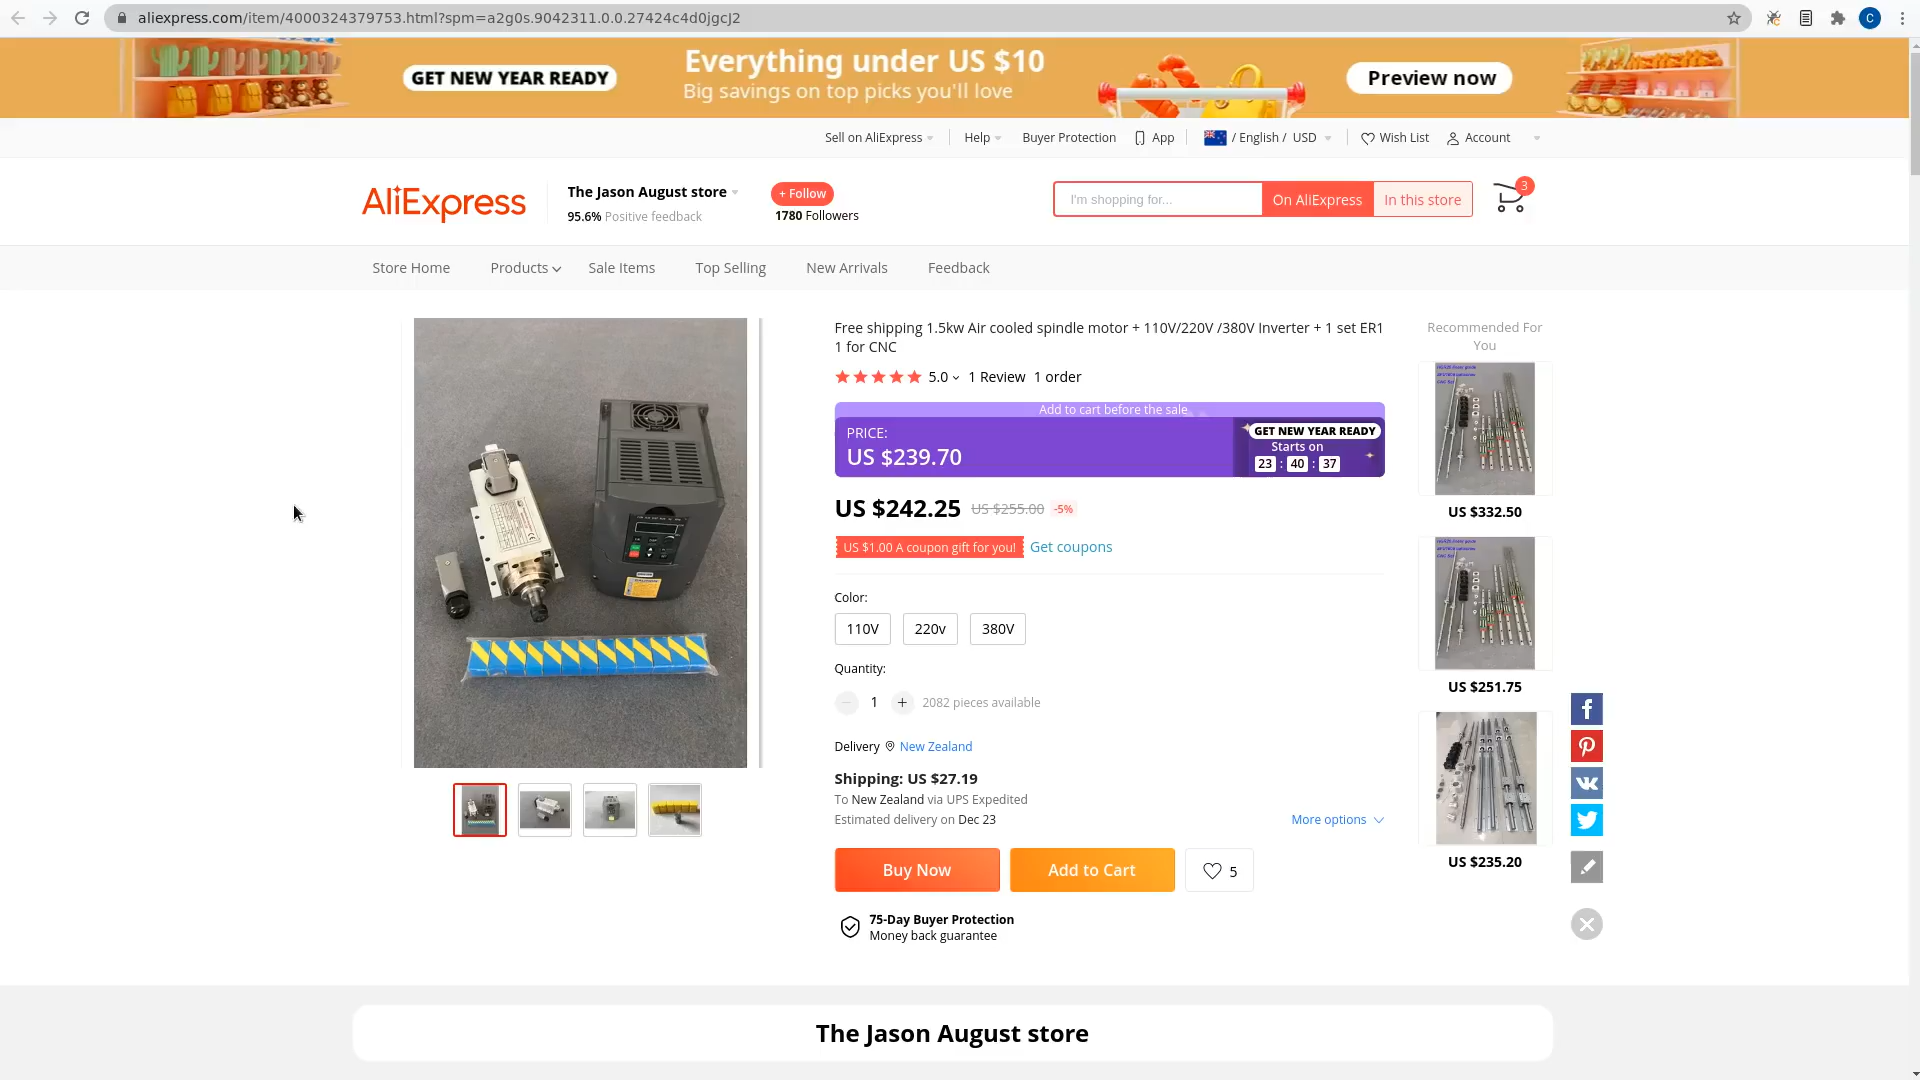 aliexpress.com/item/4000324379753.html?spm=a2g0s.9042311.0.0.27424c4d0jgcJ2
C
GET NEW YEAR READY
Everything under US $10
Big savings on top picks you'll love
Preview now
Sell on AliExpress
Help
Buyer Protection
App
/ English / USD
Wish List
Account
AliExpress
The Jason August store
95.6% Positive feedback
+ Follow
1780 Followers
I'm shopping for...
On AliExpress
In this store
3
Store Home
Products
Sale Items
Top Selling
New Arrivals
Feedback
Free shipping 1.5kw Air cooled spindle motor + 110V/220V /380V Inverter + 1 set ER1
1 for CNC
5.0
1 Review
1 order
Add to cart before the sale
PRICE:
US $239.70
GET NEW YEAR READY
Starts on
23 : 40 : 37
US $242.25
US $255.00
-5%
US $1.00 A coupon gift for you!
Get coupons
Color:
110V
220v
380V
Quantity:
1
2082 pieces available
Delivery
New Zealand
Shipping: US $27.19
To New Zealand via UPS Expedited
Estimated delivery on Dec 23
More options
Buy Now
Add to Cart
5
75-Day Buyer Protection
Money back guarantee
Recommended For
You
US $332.50
US $251.75
US $235.20
The Jason August store